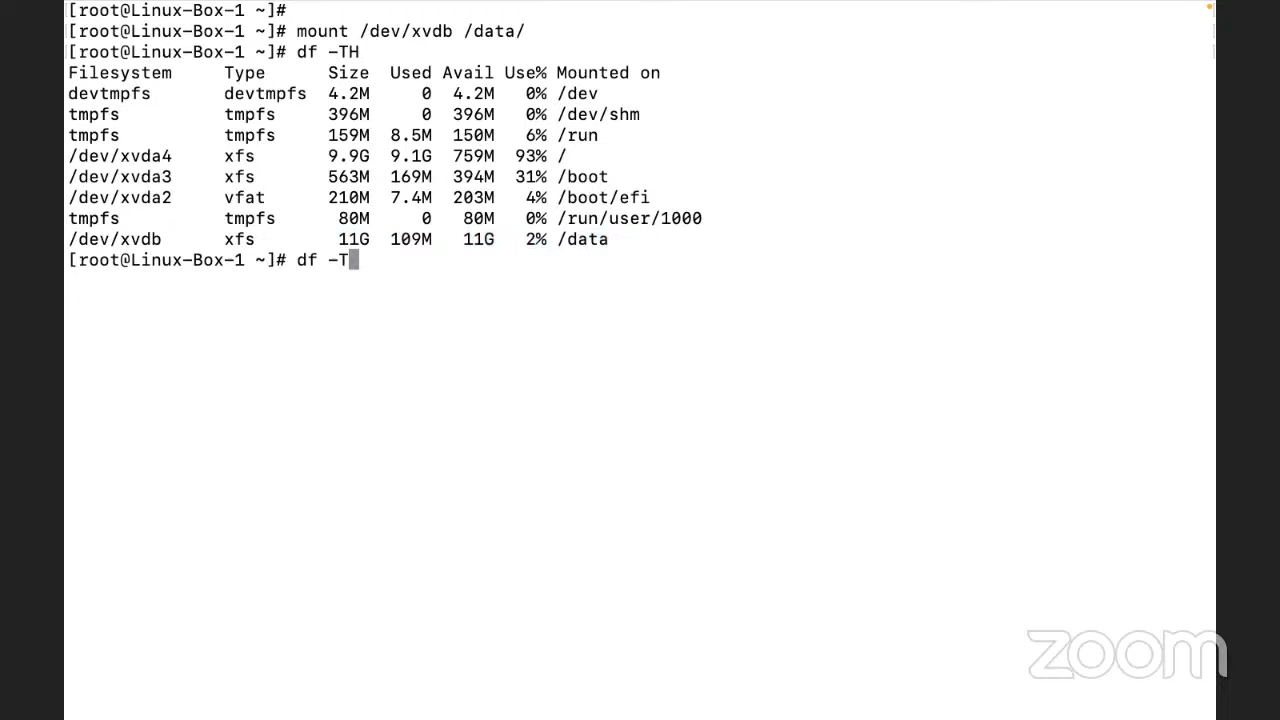 [root@Linux-Box-1 ~]#
[root@Linux-Box-1 ~]# mount /dev/xvdb /data/
[root@Linux-Box-1 ~]# df -TH
Filesystem     Type      Size  Used Avail Use% Mounted on
devtmpfs       devtmpfs  4.2M     0  4.2M   0% /dev
tmpfs          tmpfs     396M     0  396M   0% /dev/shm
tmpfs          tmpfs     159M  8.5M  150M   6% /run
/dev/xvda4     xfs       9.9G  9.1G  759M  93% /
/dev/xvda3     xfs       563M  169M  394M  31% /boot
/dev/xvda2     vfat      210M  7.4M  203M   4% /boot/efi
tmpfs          tmpfs      80M     0   80M   0% /run/user/1000
/dev/xvdb      xfs        11G  109M   11G   2% /data
[root@Linux-Box-1 ~]# df -T
zoom